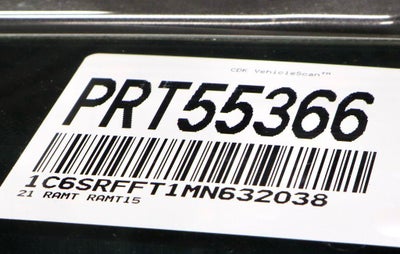 CDK VehicleScan™
PRT55366
1C6SRFFT1MN632038
21 RAMT RAMT15